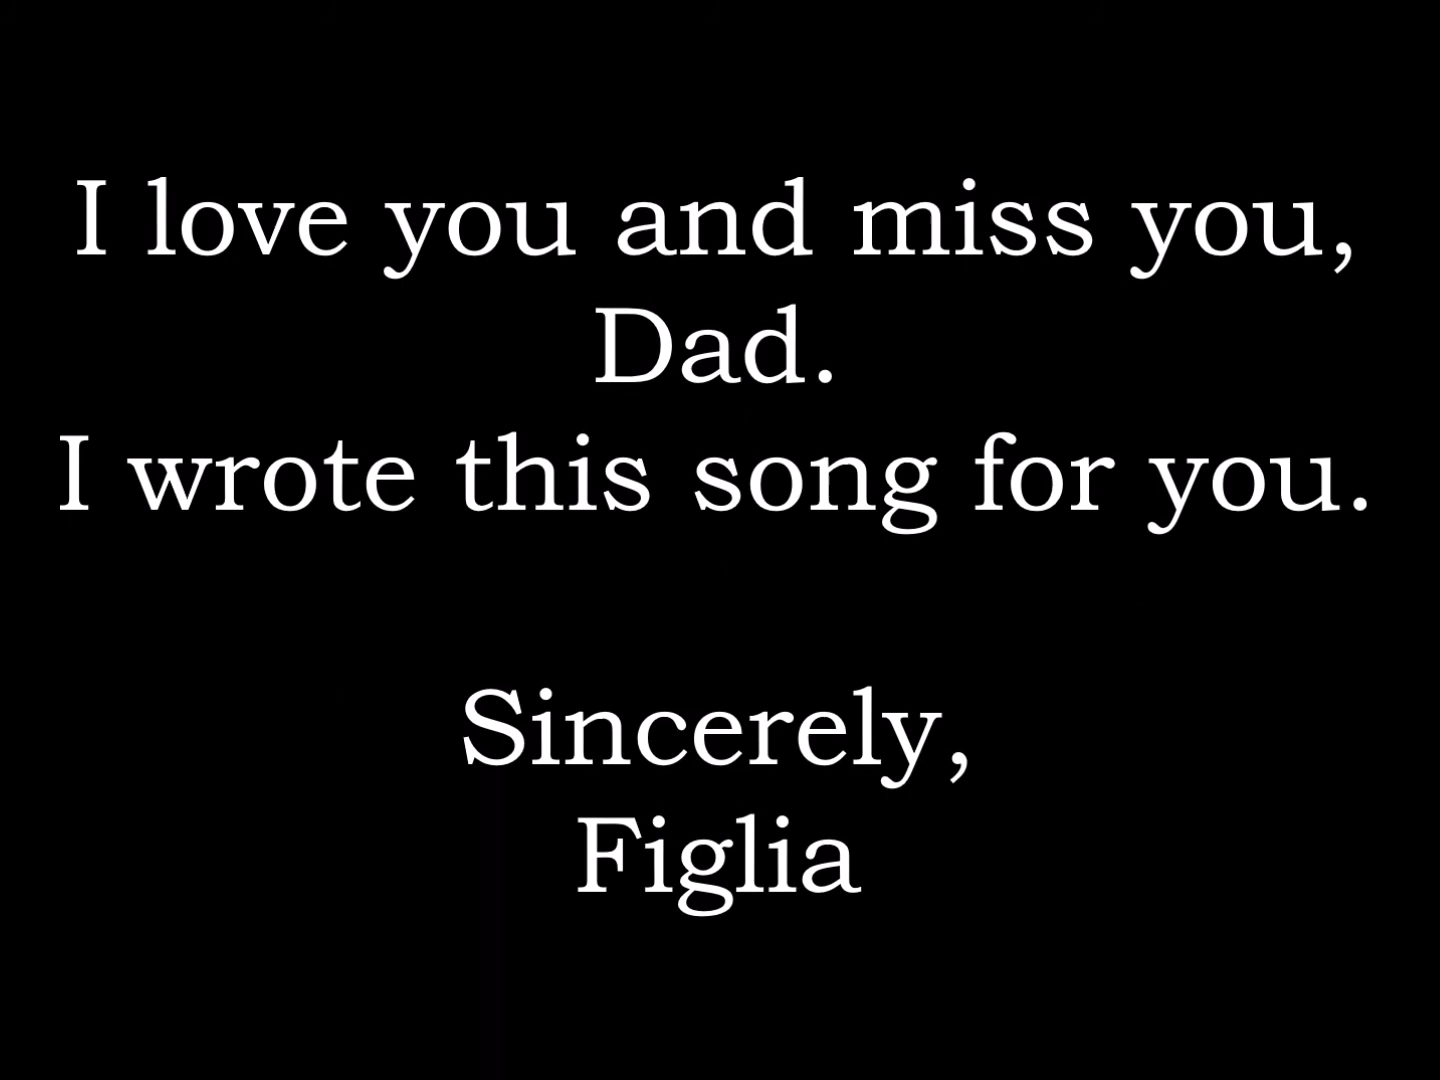 I love you and miss you,
Dad.
I wrote this song for you.
Sincerely,
Figlia